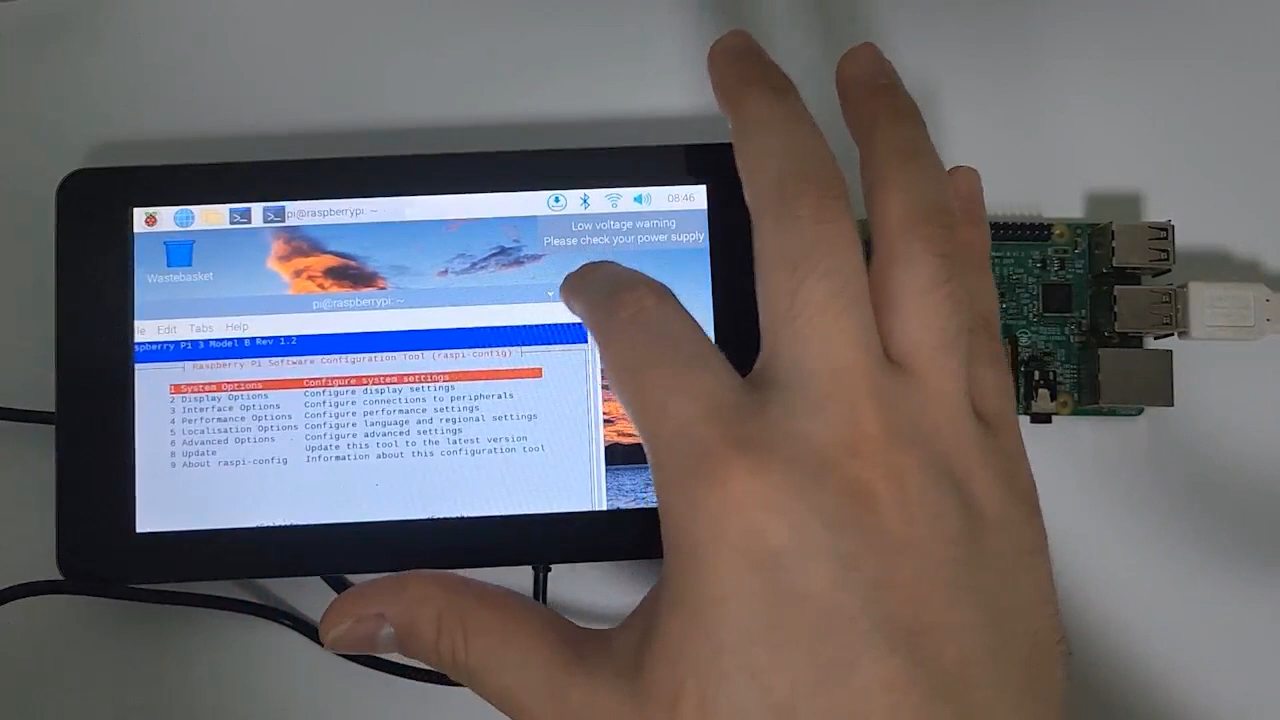 pi@raspberrypi: ~
08:46
Low voltage warning
Please check your power supply
Wastebasket
pi@raspberrypi: ~
le Edit Tabs Help
spberry Pi 3 Model B Rev 1.2
Raspberry Pi Software Configuration Tool (raspi-config)
1 System Options Configure system settings
2 Display Options Configure display settings
3 Interface Options Configure connections to peripherals
4 Performance Options Configure performance settings
5 Localisation Options Configure language and regional settings
6 Advanced Options Configure advanced settings
8 Update Update this tool to the latest version
9 About raspi-config Information about this configuration tool